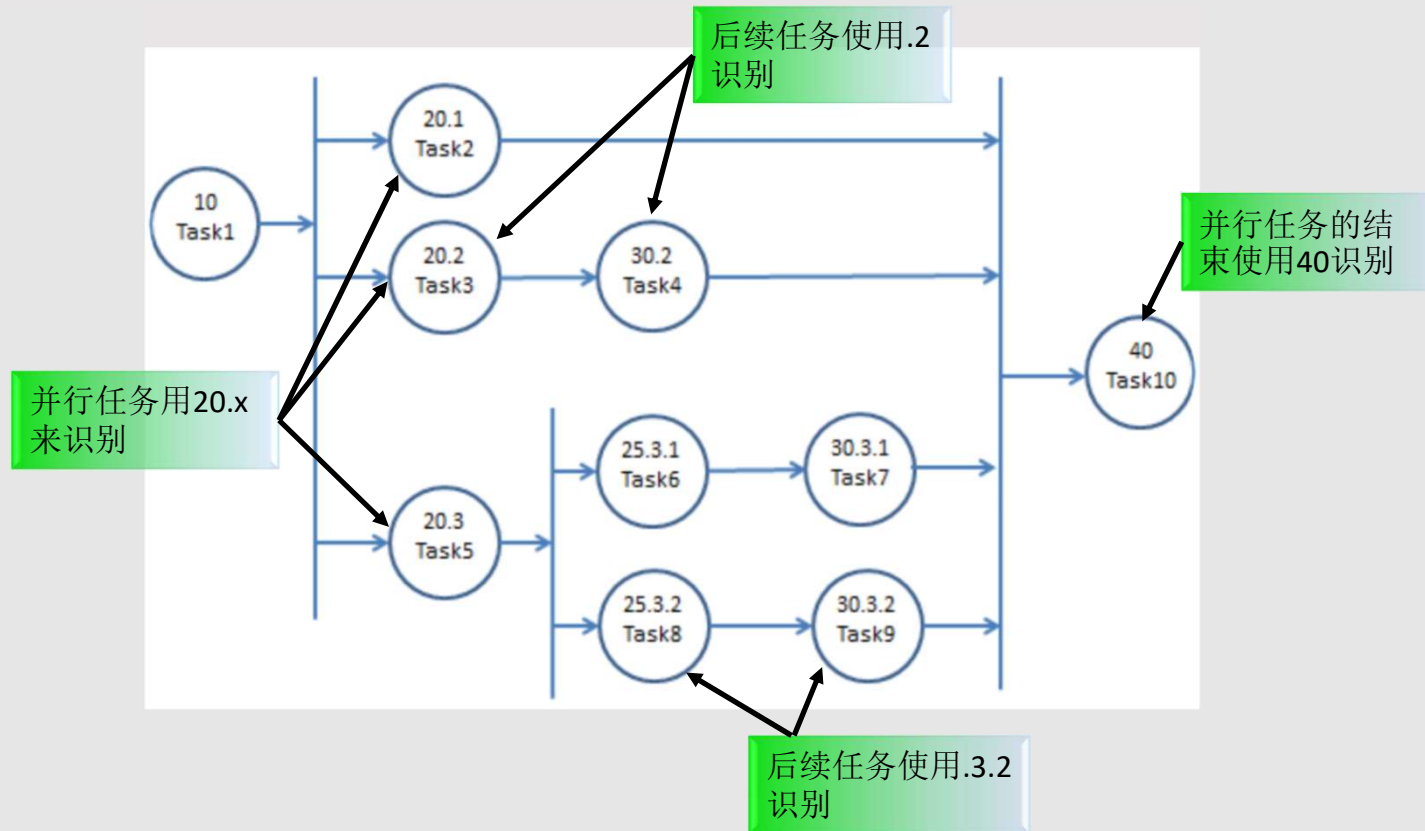 后续任务使用.2
识别
20.1
Task2
10
Task1
并行任务的结
束使用40识别
20.2
Task3
30.2
Task4
40
Task10
并行任务用20.x
来识别
25.3.1
Task6
30.3.1
Task7
20.3
Task5
25.3.2
Task8
30.3.2
Task9
后续任务使用.3.2
识别